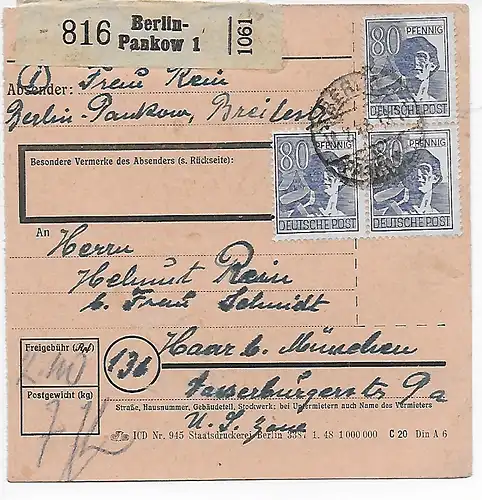 816 Berlin-Pankow 1 1061
80 PFENNIG
DEUTSCHE POST
80 PFENNIG
DEUTSCHE POST
80 PFENNIG
DEUTSCHE POST
Absender: Frau Rein
Berlin-Pankow, Breitestr
Besondere Vermerke des Absenders (s. Rückseite):
An
Herrn
Helmut Rein
b. Frau Schmidt
Freigebühr (Rpf)
2.40
13b
Haar b. München
Postgewicht (kg)
9a
Straße, Hausnummer, Gebäudeteil, Stockwerk; bei Untermietern auch Name des Vermieters
U. S. Zone
ICD Nr. 945 Staatsdruckerei Berlin 3387 1. 48 1 000 000 C 20 Din A 6